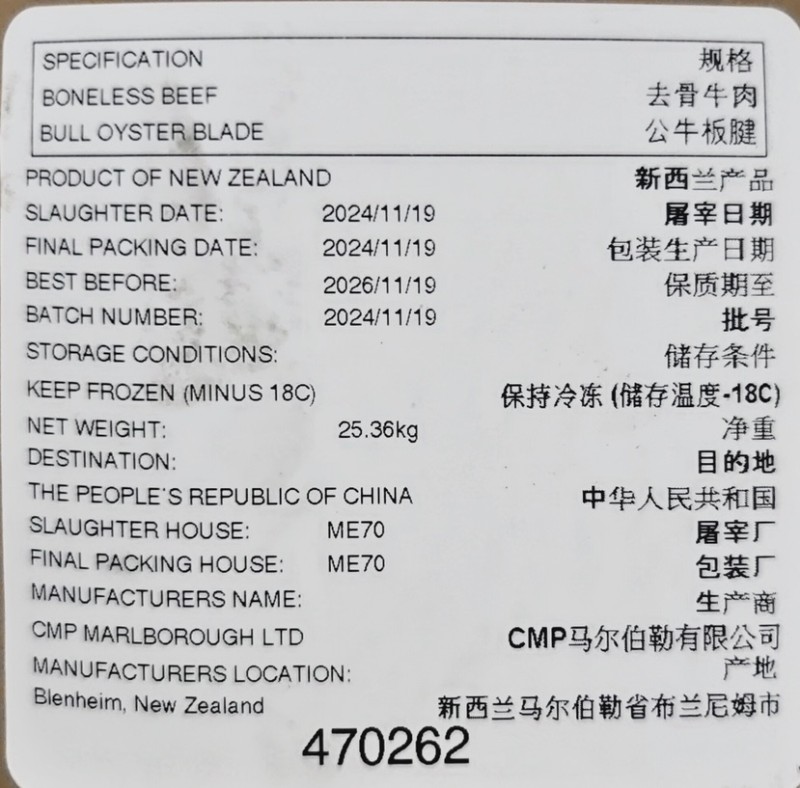 SPECIFICATION 规格
BONELESS BEEF 去骨牛肉
BULL OYSTER BLADE 公牛板腱
PRODUCT OF NEW ZEALAND 新西兰产品
SLAUGHTER DATE: 2024/11/19 屠宰日期
FINAL PACKING DATE: 2024/11/19 包装生产日期
BEST BEFORE: 2026/11/19 保质期至
BATCH NUMBER: 2024/11/19 批号
STORAGE CONDITIONS: 储存条件
KEEP FROZEN (MINUS 18C) 保持冷冻 (储存温度-18C)
NET WEIGHT: 25.36kg 净重
DESTINATION: 目的地
THE PEOPLE'S REPUBLIC OF CHINA 中华人民共和国
SLAUGHTER HOUSE: ME70 屠宰厂
FINAL PACKING HOUSE: ME70 包装厂
MANUFACTURERS NAME: 生产商
CMP MARLBOROUGH LTD CMP马尔伯勒有限公司
MANUFACTURERS LOCATION: 产地
Blenheim, New Zealand 新西兰马尔伯勒省布兰尼姆市
470262